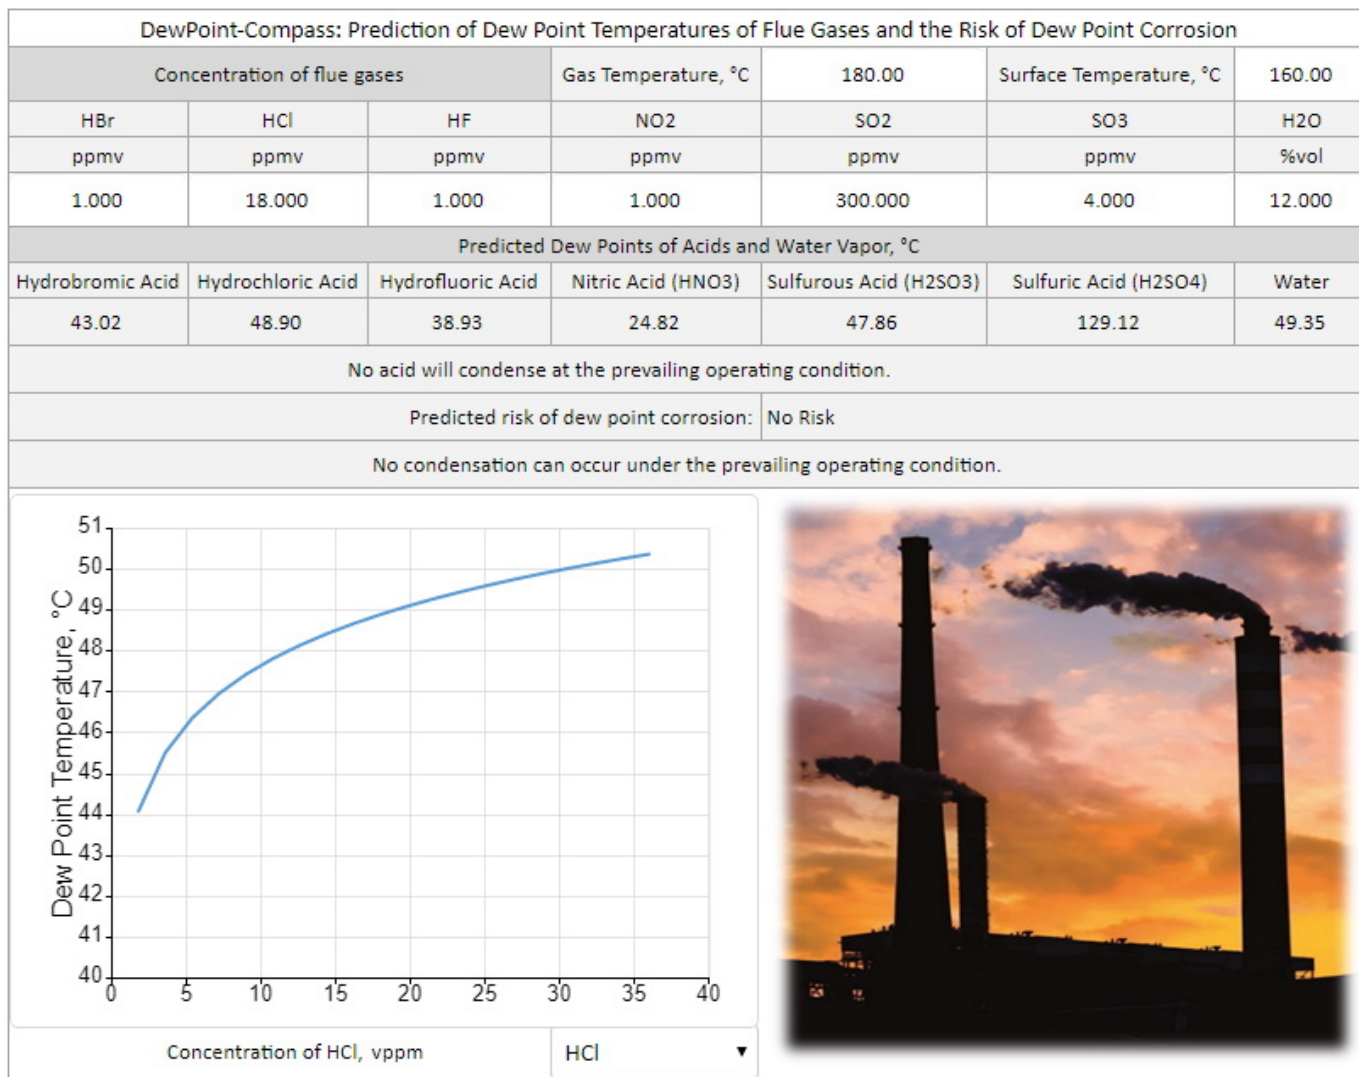 DewPoint-Compass: Prediction of Dew Point Temperatures of Flue Gases and the Risk of Dew Point Corrosion
Concentration of flue gases Gas Temperature, °C 180.00 Surface Temperature, °C 160.00
HBr HCl HF NO2 SO2 SO3 H2O
ppmv ppmv ppmv ppmv ppmv ppmv %vol
1.000 18.000 1.000 1.000 300.000 4.000 12.000
Predicted Dew Points of Acids and Water Vapor, °C
Hydrobromic Acid Hydrochloric Acid Hydrofluoric Acid Nitric Acid (HNO3) Sulfurous Acid (H2SO3) Sulfuric Acid (H2SO4) Water
43.02 48.90 38.93 24.82 47.86 129.12 49.35
No acid will condense at the prevailing operating condition.
Predicted risk of dew point corrosion: No Risk
No condensation can occur under the prevailing operating condition.
Dew Point Temperature, °C
51
50
49
48
47
46
45
44
43
42
41
40
0 5 10 15 20 25 30 35 40
Concentration of HCl, vppm HCl